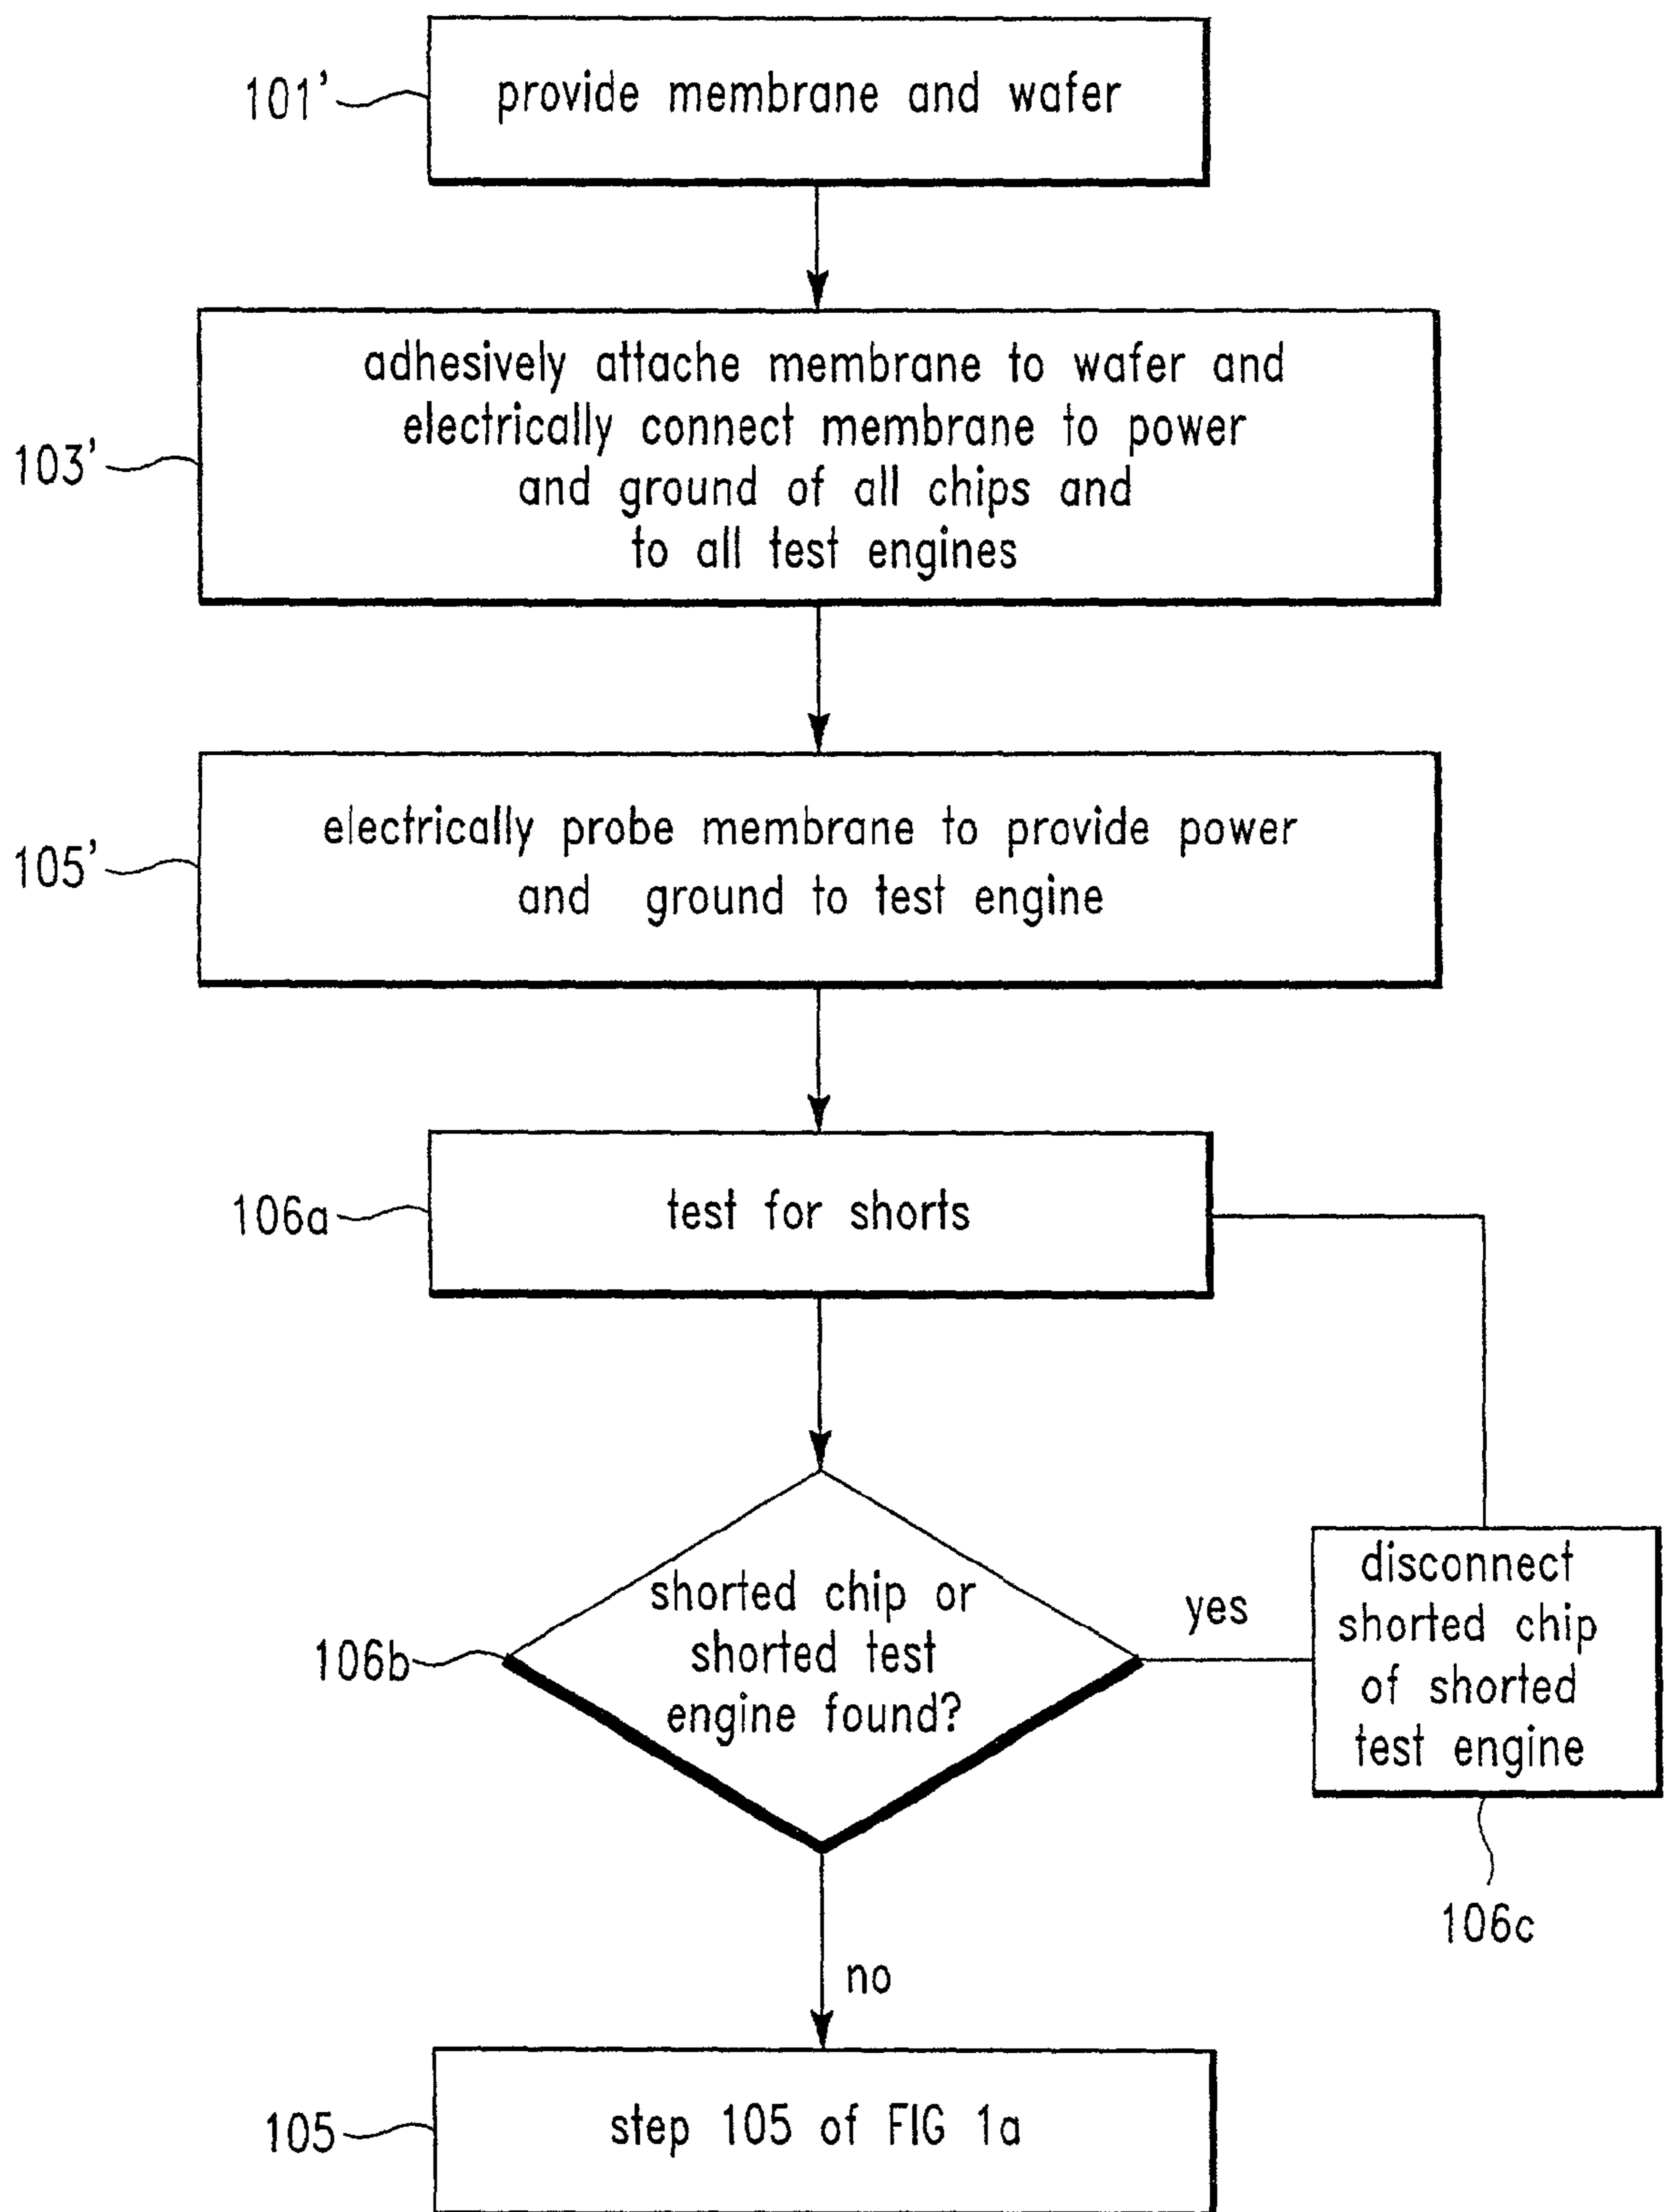 101'
provide membrane and wafer
103'
adhesively attache membrane to wafer and
electrically connect membrane to power
and ground of all chips and
to all test engines
105'
electrically probe membrane to provide power
and ground to test engine
106a
test for shorts
106b
shorted chip or
shorted test
engine found?
yes
disconnect
shorted chip
of shorted
test engine
106c
no
105
step 105 of FIG 1a